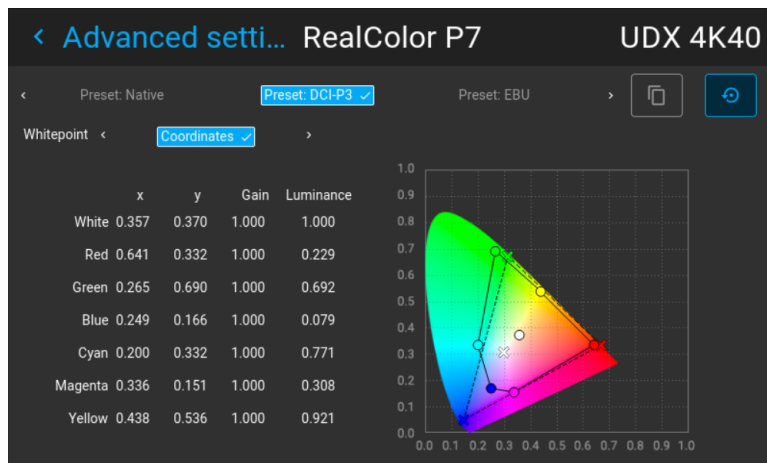 Advanced setti... RealColor P7 UDX 4K40
Preset: Native Preset: DCI-P3 Preset: EBU
Whitepoint Coordinates
x y Gain Luminance
White 0.357 0.370 1.000 1.000
Red 0.641 0.332 1.000 0.229
Green 0.265 0.690 1.000 0.692
Blue 0.249 0.166 1.000 0.079
Cyan 0.200 0.332 1.000 0.771
Magenta 0.336 0.151 1.000 0.308
Yellow 0.438 0.536 1.000 0.921
1.0
0.9
0.8
0.7
0.6
0.5
0.4
0.3
0.2
0.1
0.0
0.0 0.1 0.2 0.3 0.4 0.5 0.6 0.7 0.8 0.9 1.0